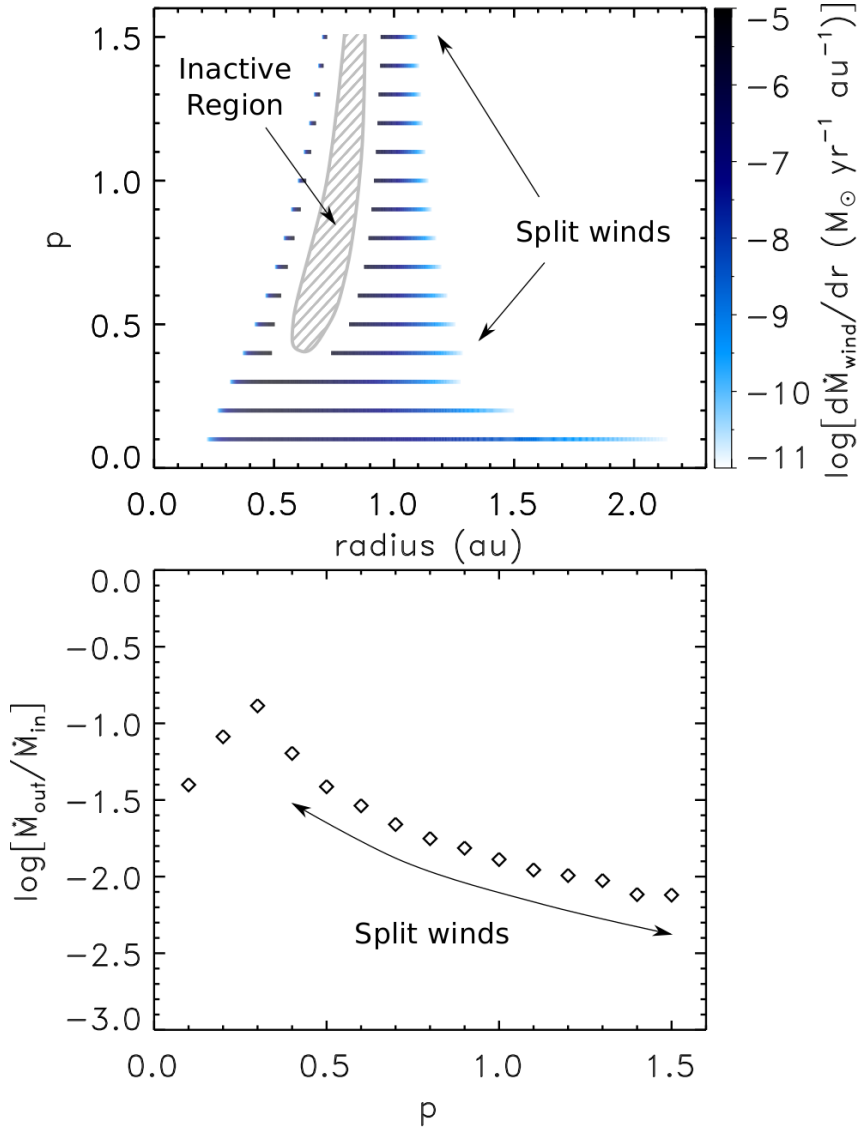 1.5
1.0
0.5
0.0
p
Inactive
Region
Split winds
0.0 0.5 1.0 1.5 2.0
radius (au)
−5
−6
−7
−8
−9
−10
−11
log[dṀwind/dr (M⊙ yr−1 au−1)]
0.0
−0.5
−1.0
−1.5
−2.0
−2.5
−3.0
log[Ṁout/Ṁin]
Split winds
0.0 0.5 1.0 1.5
p